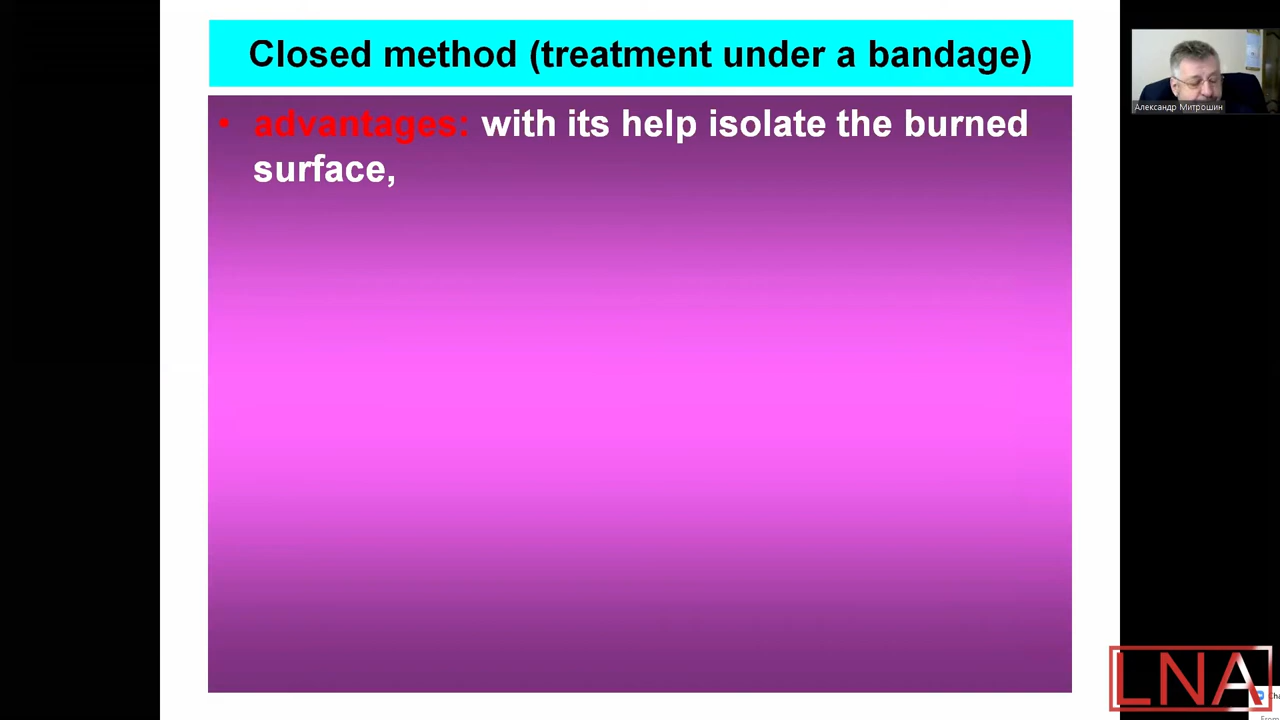 Closed method (treatment under a bandage)
• advantages: with its help isolate the burned
surface,
Александр Митрошин
LNA